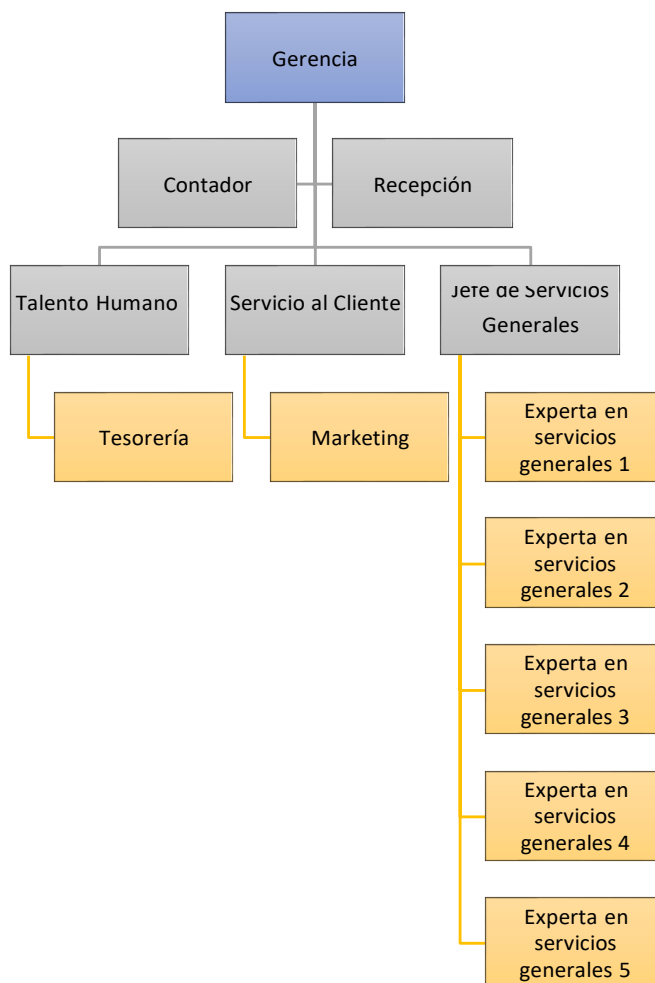 Gerencia
Contador
Recepción
Talento Humano
Servicio al Cliente
Jefe de Servicios
Generales
Tesorería
Marketing
Experta en
servicios
generales 1
Experta en
servicios
generales 2
Experta en
servicios
generales 3
Experta en
servicios
generales 4
Experta en
servicios
generales 5